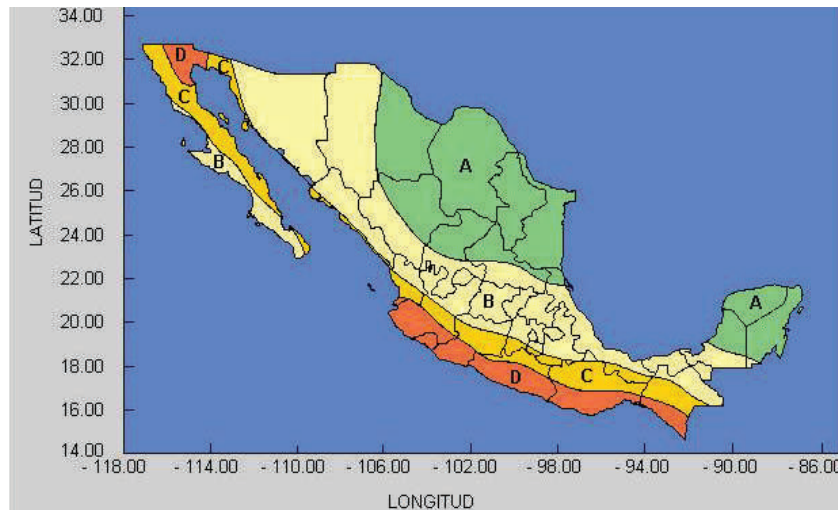 34.00
32.00
30.00
28.00
26.00
24.00
22.00
20.00
18.00
16.00
14.00
LATITUD
D
C
C
B
A
B
A
C
D
- 118.00 - 114.00 - 110.00 - 106.00 - 102.00 - 98.00 - 94.00 - 90.00 - 86.00
LONGITUD